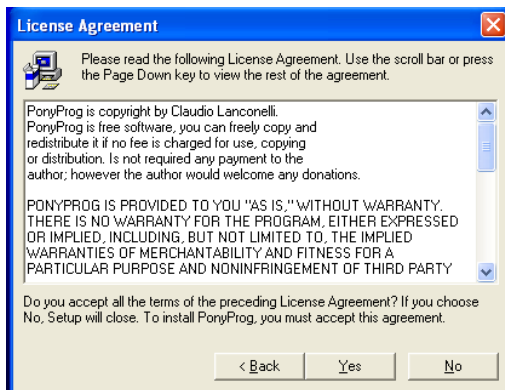 License Agreement
Please read the following License Agreement. Use the scroll bar or press
the Page Down key to view the rest of the agreement.
PonyProg is copyright by Claudio Lanconelli.
PonyProg is free software, you can freely copy and
redistribute it if no fee is charged for use, copying
or distribution. Is not required any payment to the
author; however the author would welcome any donations.
PONYPROG IS PROVIDED TO YOU "AS IS," WITHOUT WARRANTY.
THERE IS NO WARRANTY FOR THE PROGRAM, EITHER EXPRESSED
OR IMPLIED, INCLUDING, BUT NOT LIMITED TO, THE IMPLIED
WARRANTIES OF MERCHANTABILITY AND FITNESS FOR A
PARTICULAR PURPOSE AND NONINFRINGEMENT OF THIRD PARTY
Do you accept all the terms of the preceding License Agreement? If you choose
No, Setup will close. To install PonyProg, you must accept this agreement.
< Back Yes No